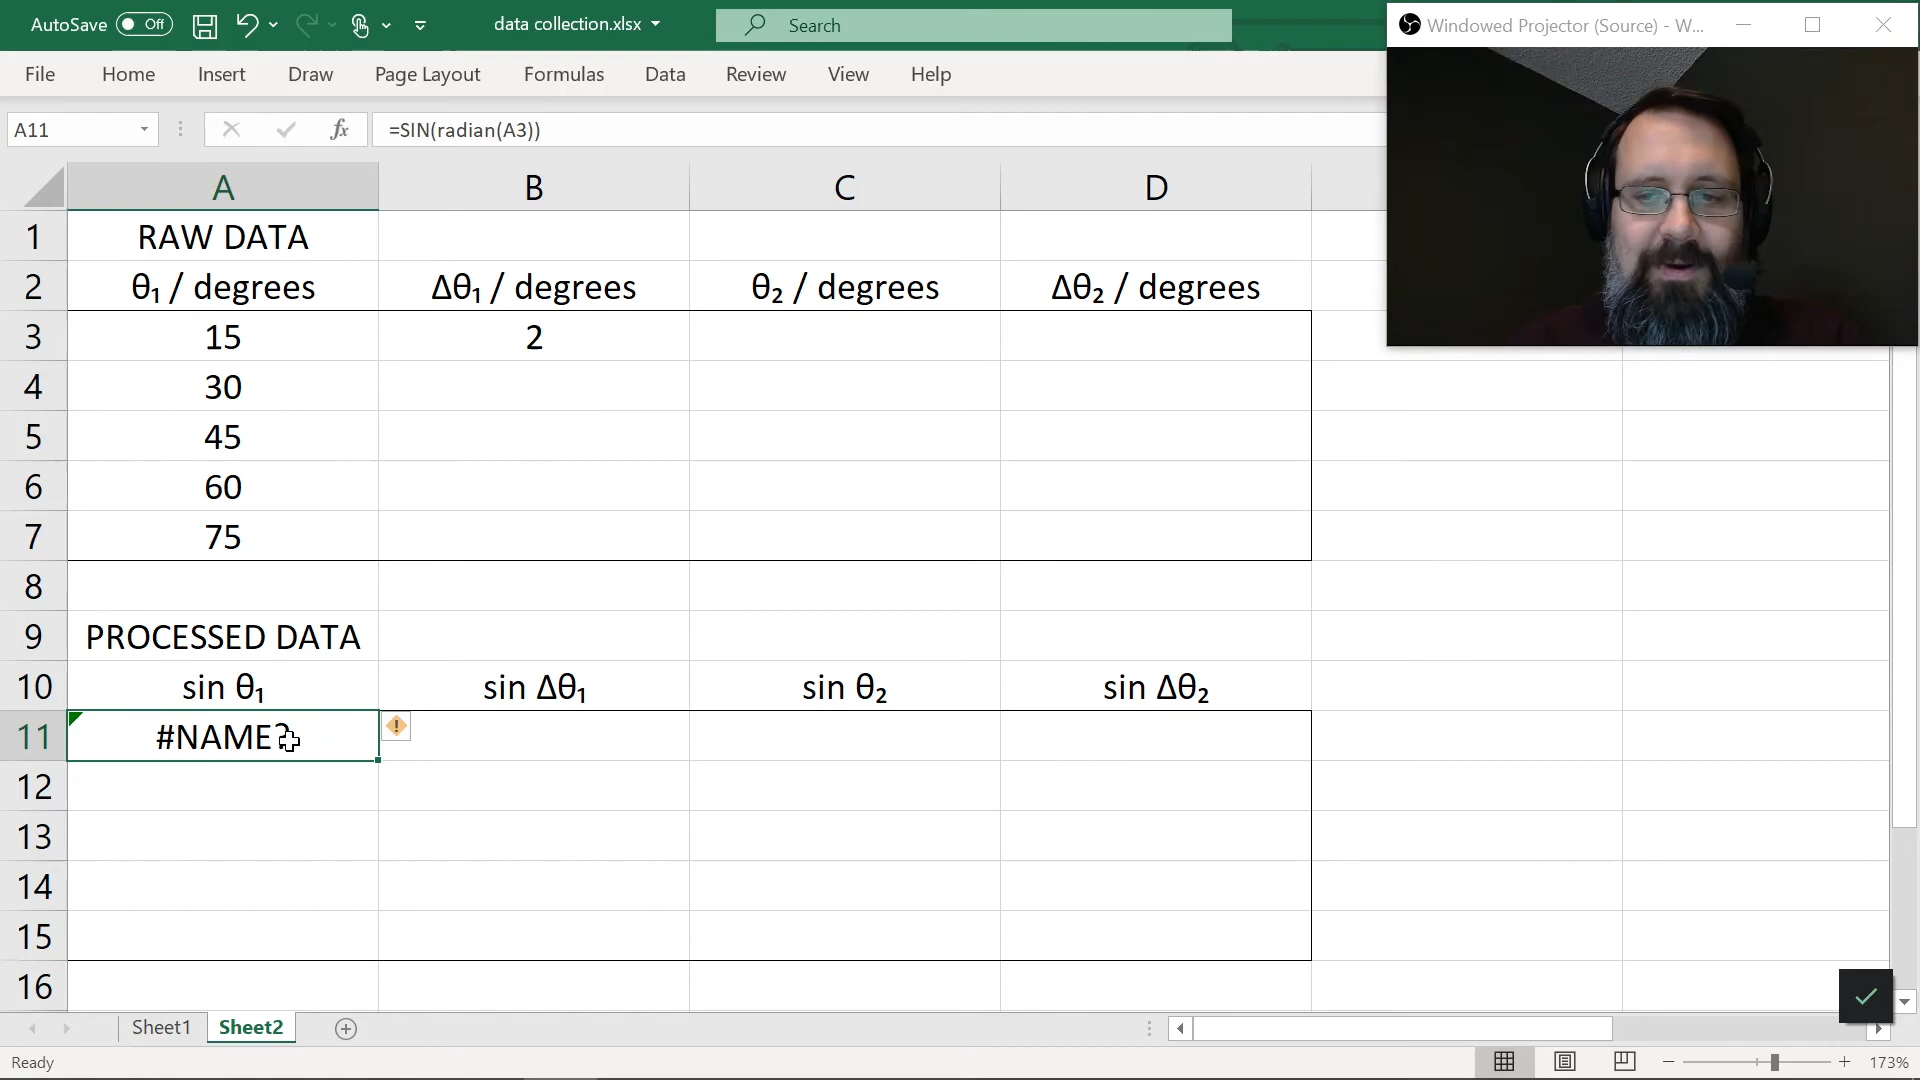 AutoSave Off data collection.xlsx Search
Windowed Projector (Source) - W...
File Home Insert Draw Page Layout Formulas Data Review View Help
A11 fx =SIN(radian(A3))
A B C D
1 RAW DATA
2 θ₁ / degrees Δθ₁ / degrees θ₂ / degrees Δθ₂ / degrees
3 15 2
4 30
5 45
6 60
7 75
8
9 PROCESSED DATA
10 sin θ₁ sin Δθ₁ sin θ₂ sin Δθ₂
11 #NAME?
12
13
14
15
16
Sheet1 Sheet2
Ready 173%